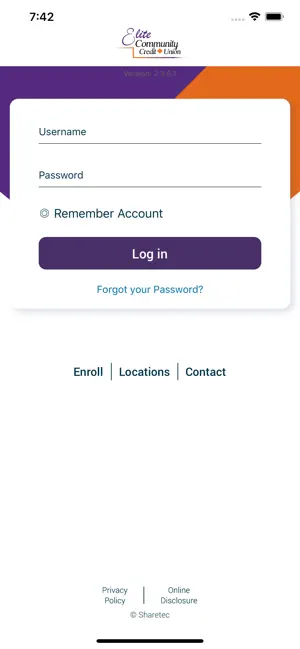 7:42
Elite
Community
Credit Union
Version: 2.9.6.1
Username
Password
Remember Account
Log in
Forgot your Password?
Enroll
Locations
Contact
Privacy
Policy
Online
Disclosure
© Sharetec